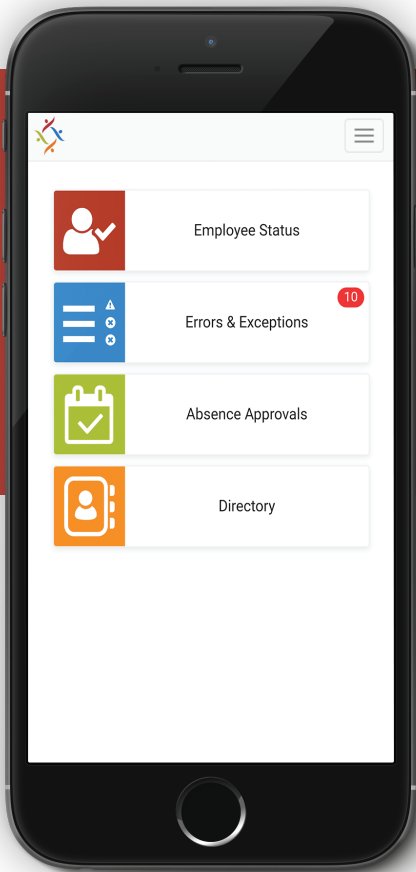 Employee Status
10
Errors & Exceptions
Absence Approvals
Directory